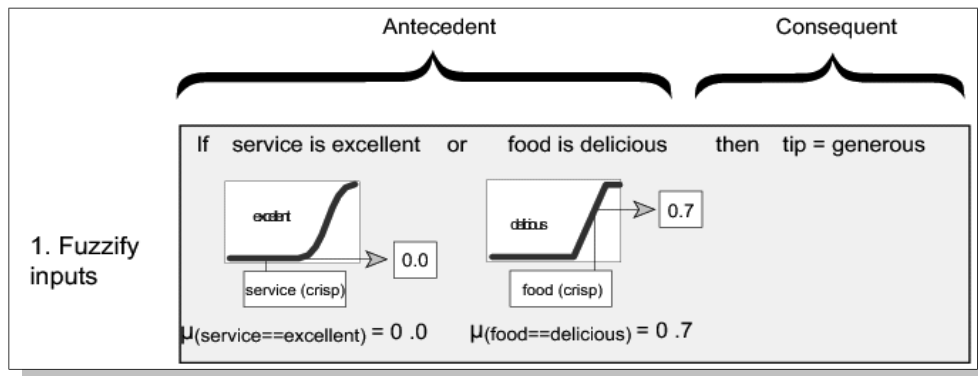 Antecedent Consequent
If service is excellent or food is delicious then tip = generous
excellent
delicious
0.7
1. Fuzzify
inputs
0.0
service (crisp) food (crisp)
μ(service==excellent) = 0 .0 μ(food==delicious) = 0 .7